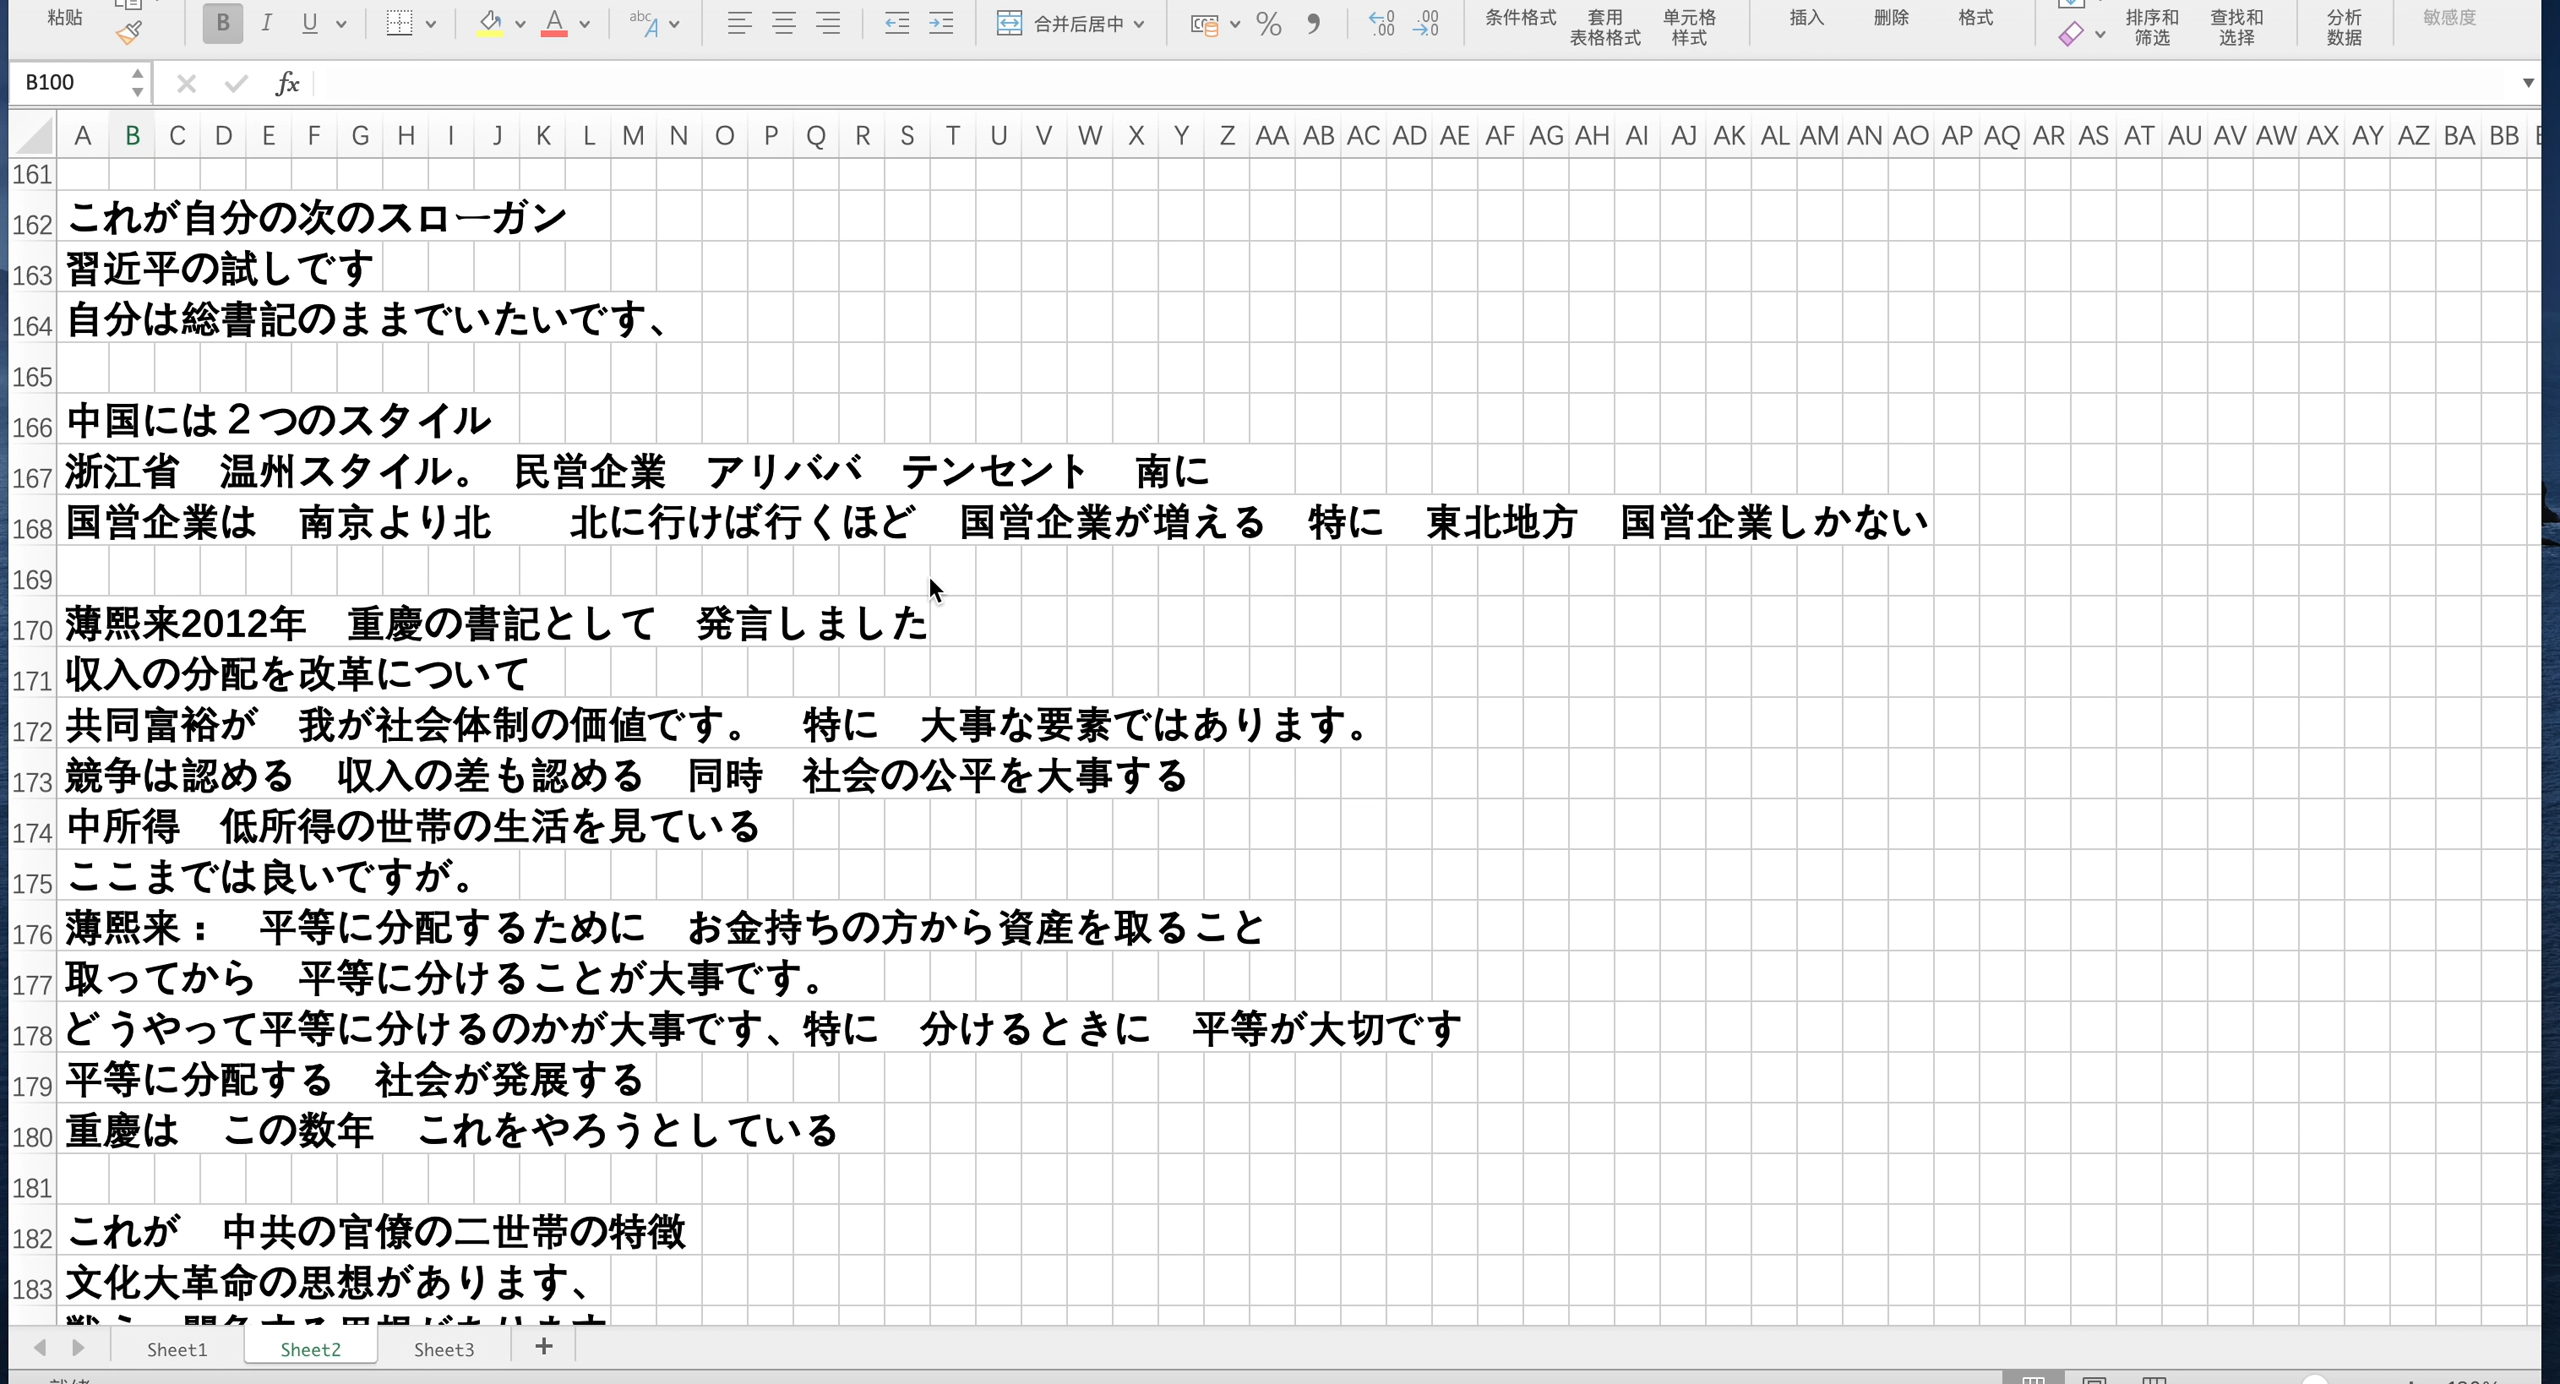 粘贴 B I U A abc A 合并后居中 % 条件格式 套用 表格格式 单元格 样式 插入 删除 格式 排序和 筛选 查找和 选择 分析 数据 敏感度
B100 fx
A B C D E F G H I J K L M N O P Q R S T U V W X Y Z AA AB AC AD AE AF AG AH AI AJ AK AL AM AN AO AP AQ AR AS AT AU AV AW AX AY AZ BA BB
161
162 これが自分の次のスローガン
163 習近平の試しです
164 自分は総書記のままでいたいです、
165
166 中国には２つのスタイル
167 浙江省　温州スタイル。　民営企業　アリババ　テンセント　南に
168 国営企業は　南京より北　　北に行けば行くほど　国営企業が増える　特に　東北地方　国営企業しかない
169
170 薄熙来2012年　重慶の書記として　発言しました
171 収入の分配を改革について
172 共同富裕が　我が社会体制の価値です。　特に　大事な要素ではあります。
173 競争は認める　収入の差も認める　同時　社会の公平を大事する
174 中所得　低所得の世帯の生活を見ている
175 ここまでは良いですが。
176 薄熙来：　平等に分配するために　お金持ちの方から資産を取ること
177 取ってから　平等に分けることが大事です。
178 どうやって平等に分けるのかが大事です、特に　分けるときに　平等が大切です
179 平等に分配する　社会が発展する
180 重慶は　この数年　これをやろうとしている
181
182 これが　中共の官僚の二世帯の特徴
183 文化大革命の思想があります、
Sheet1 Sheet2 Sheet3 +